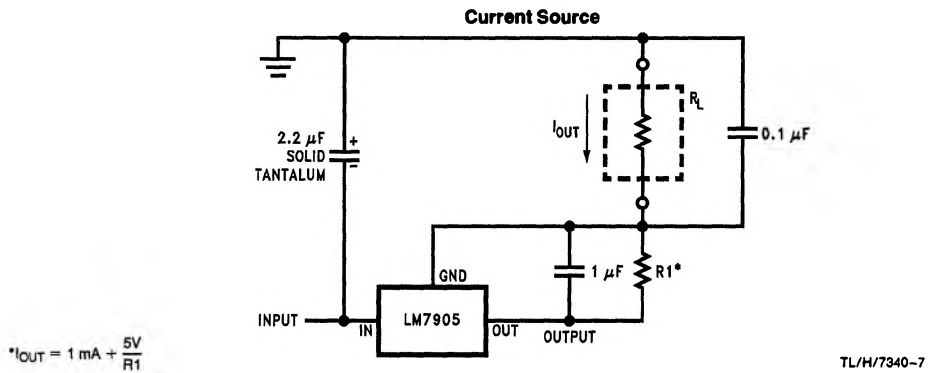 Current Source
R_L
I_OUT
0.1 μF
2.2 μF
SOLID
TANTALUM
+
−
GND
1 μF
R1*
INPUT
IN
LM7905
OUT
OUTPUT
*I_OUT = 1 mA + 5V/R1
TL/H/7340-7